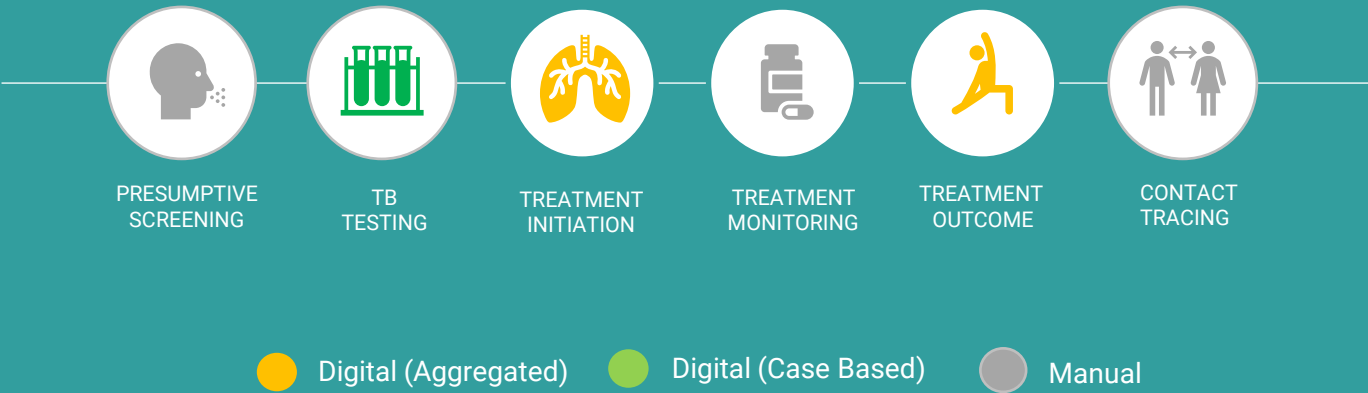 PRESUMPTIVE
SCREENING
TB
TESTING
TREATMENT
INITIATION
TREATMENT
MONITORING
TREATMENT
OUTCOME
CONTACT
TRACING
Digital (Aggregated)
Digital (Case Based)
Manual